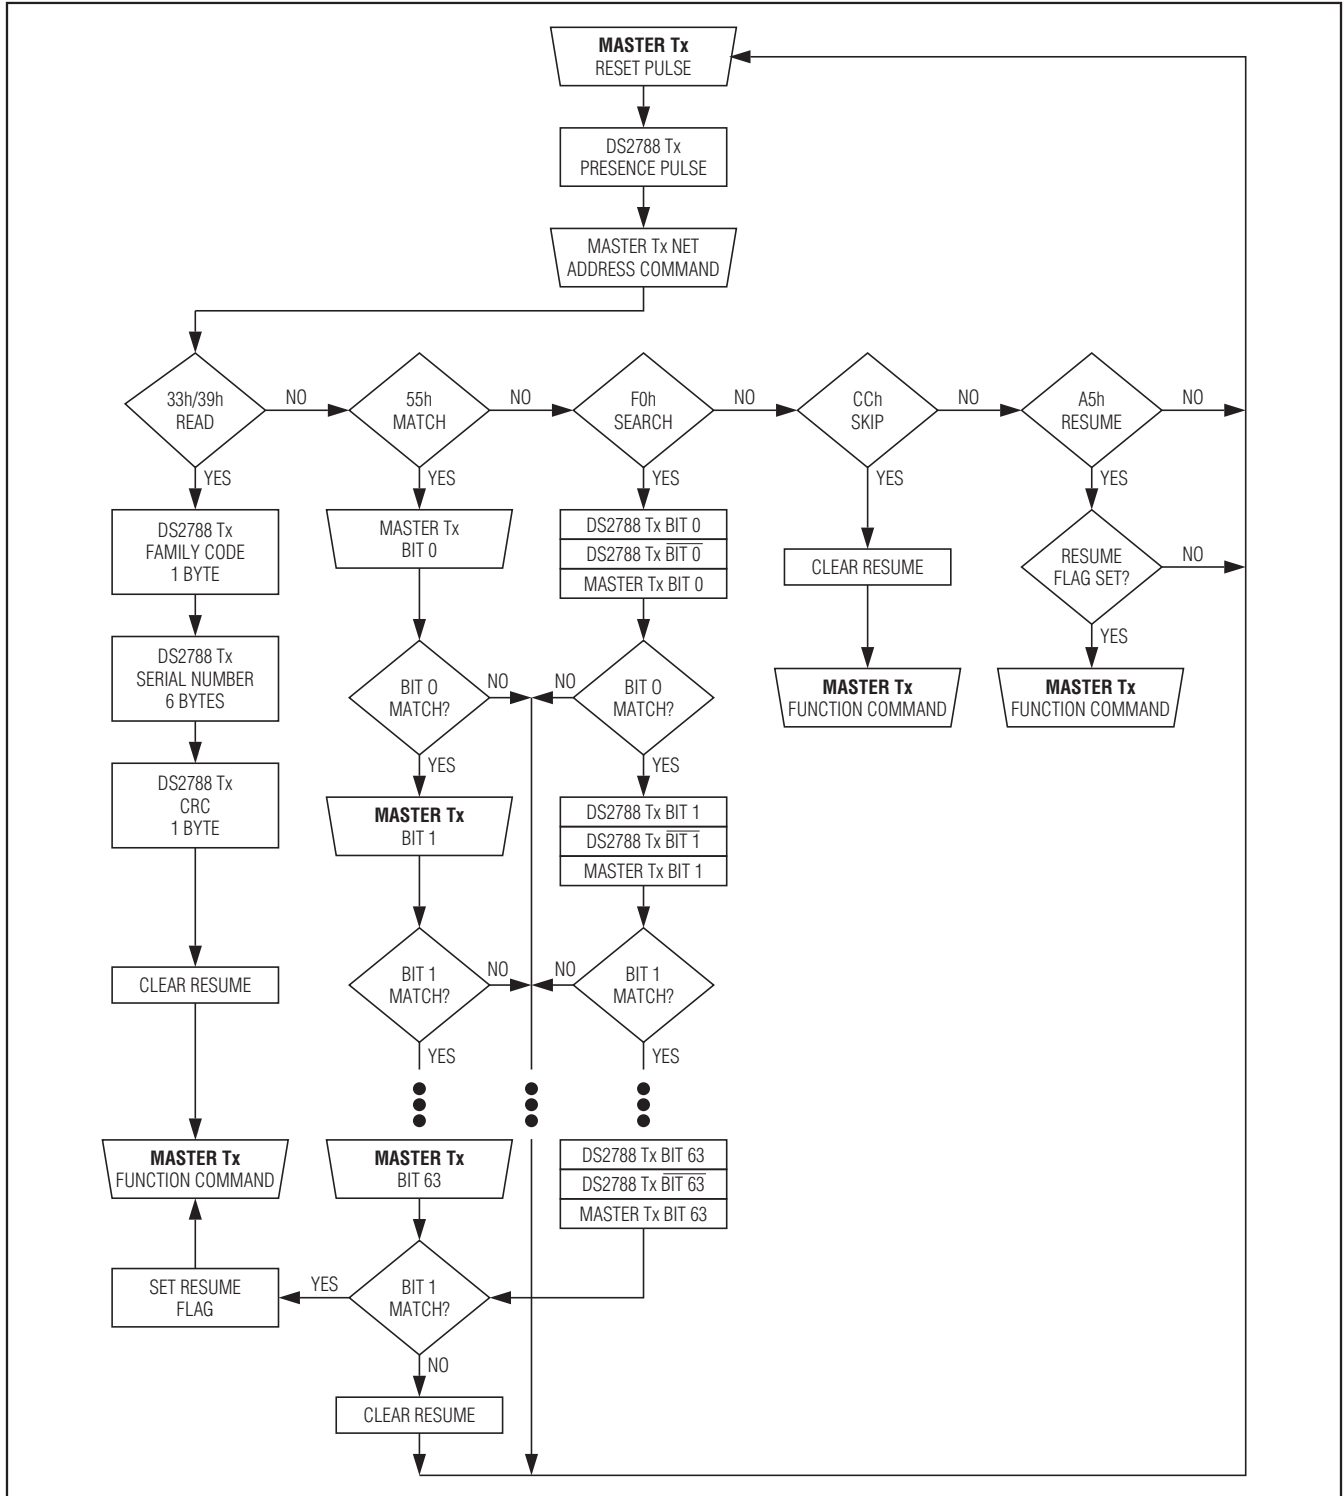 MASTER Tx
RESET PULSE
DS2788 Tx
PRESENCE PULSE
MASTER Tx NET
ADDRESS COMMAND
33h/39h
READ
NO
55h
MATCH
NO
F0h
SEARCH
NO
CCh
SKIP
NO
A5h
RESUME
NO
YES
YES
YES
YES
YES
DS2788 Tx
FAMILY CODE
1 BYTE
MASTER Tx
BIT 0
DS2788 Tx BIT 0
DS2788 Tx B̅I̅T̅ ̅0̅
MASTER Tx BIT 0
CLEAR RESUME
RESUME
FLAG SET?
NO
YES
DS2788 Tx
SERIAL NUMBER
6 BYTES
BIT 0
MATCH?
NO
NO
BIT 0
MATCH?
MASTER Tx
FUNCTION COMMAND
MASTER Tx
FUNCTION COMMAND
YES
YES
DS2788 Tx
CRC
1 BYTE
MASTER Tx
BIT 1
DS2788 Tx BIT 1
DS2788 Tx B̅I̅T̅ ̅1̅
MASTER Tx BIT 1
CLEAR RESUME
BIT 1
MATCH?
NO
NO
BIT 1
MATCH?
YES
YES
MASTER Tx
FUNCTION COMMAND
MASTER Tx
BIT 63
DS2788 Tx BIT 63
DS2788 Tx B̅I̅T̅ ̅6̅3̅
MASTER Tx BIT 63
SET RESUME
FLAG
YES
BIT 1
MATCH?
NO
CLEAR RESUME